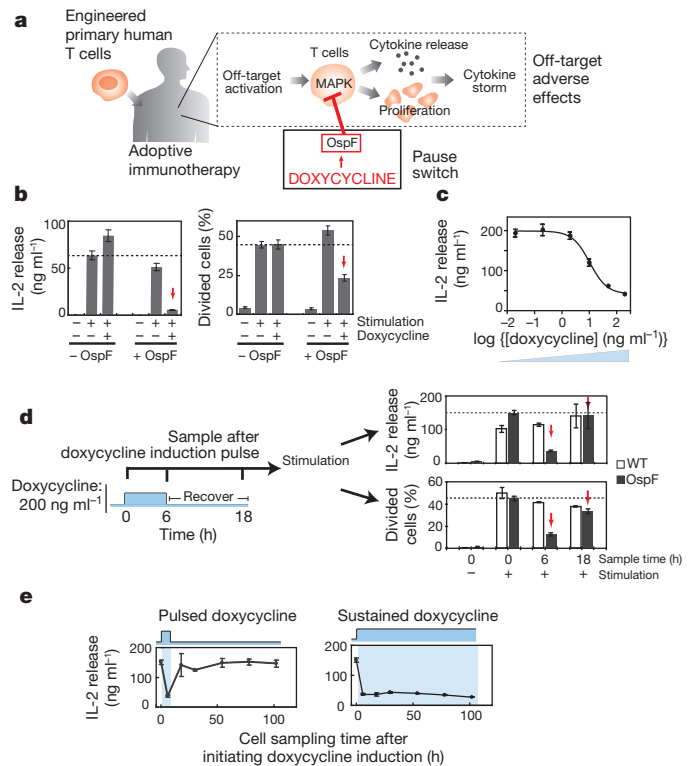 a
Engineered
primary human
T cells
Adoptive
immunotherapy
T cells
Cytokine release
Off-target
activation
MAPK
Cytokine
storm
Proliferation
Off-target
adverse
effects
OspF
DOXYCYCLINE
Pause
switch
b
IL-2 release
(ng ml⁻¹)
100
50
0
− + + − + +
− − + − − +
− OspF + OspF
Divided cells (%)
50
25
0
− + + − + + Stimulation
− − + − − + Doxycycline
− OspF + OspF
c
IL-2 release
(ng ml⁻¹)
200
100
0
−2 −1 0 1 2
log {[doxycycline] (ng ml⁻¹)}
d
Sample after
doxycycline induction pulse
Stimulation
Doxycycline:
200 ng ml⁻¹
Recover
0 6 18
Time (h)
IL-2 release
(ng ml⁻¹)
200
100
0
WT
OspF
Divided
cells (%)
60
40
20
0
0 0 6 18 Sample time (h)
− + + + Stimulation
e
Pulsed doxycycline
Sustained doxycycline
IL-2 release
(ng ml⁻¹)
200
100
0
0 50 100
200
100
0
0 50 100
Cell sampling time after
initiating doxycycline induction (h)